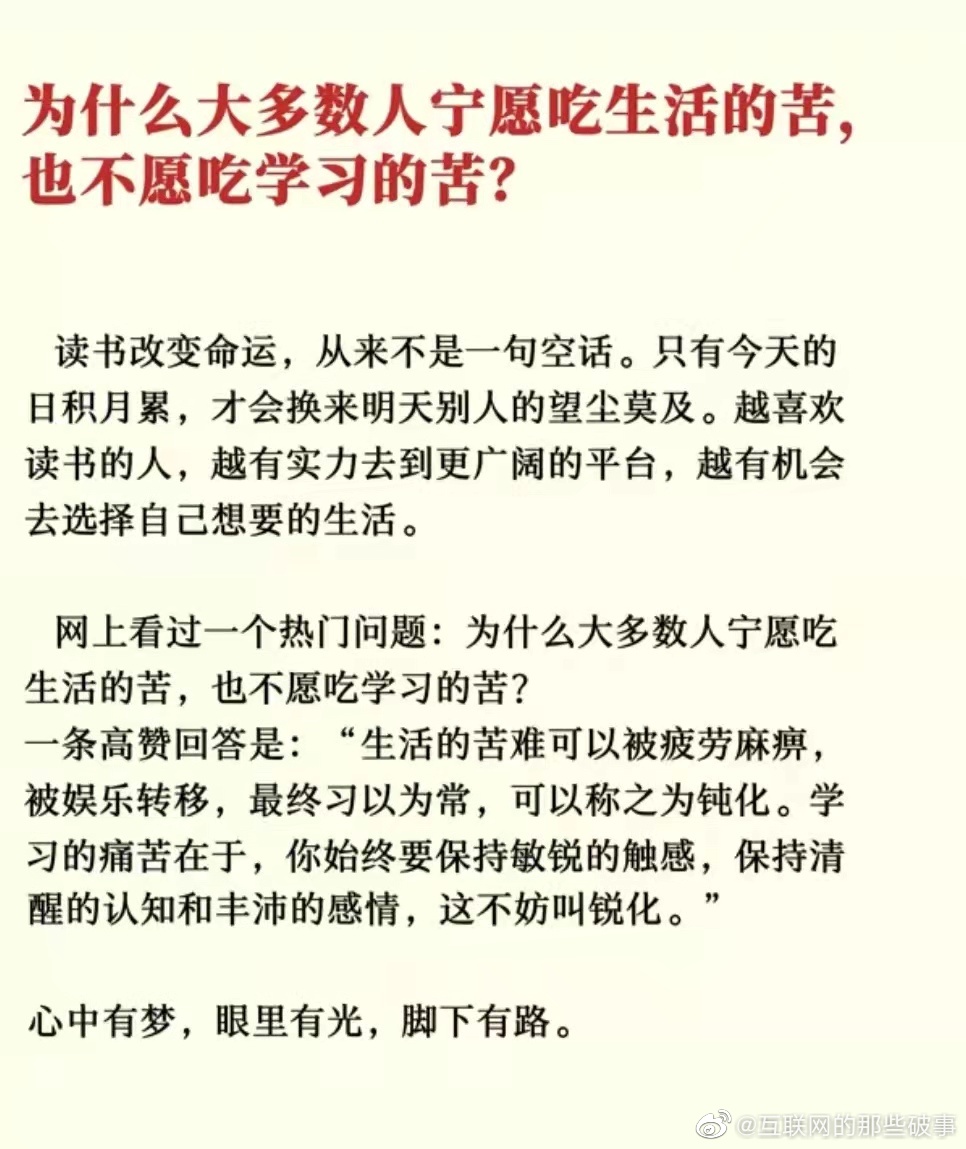 为什么大多数人宁愿吃生活的苦，
也不愿吃学习的苦？
读书改变命运，从来不是一句空话。只有今天的
日积月累，才会换来明天别人的望尘莫及。越喜欢
读书的人，越有实力去到更广阔的平台，越有机会
去选择自己想要的生活。
网上看过一个热门问题：为什么大多数人宁愿吃
生活的苦，也不愿吃学习的苦？
一条高赞回答是：“生活的苦难可以被疲劳麻痹，
被娱乐转移，最终习以为常，可以称之为钝化。学
习的痛苦在于，你始终要保持敏锐的触感，保持清
醒的认知和丰沛的感情，这不妨叫锐化。”
心中有梦，眼里有光，脚下有路。
@互联网的那些破事